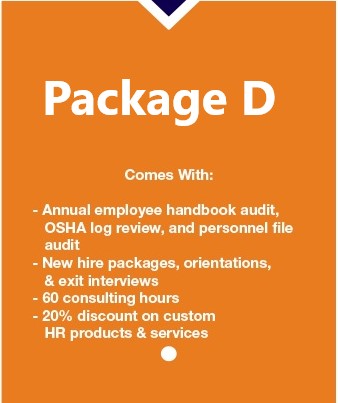 Package D
Comes With:
- Annual employee handbook audit,
OSHA log review, and personnel file
audit
- New hire packages, orientations,
& exit interviews
- 60 consulting hours
- 20% discount on custom
HR products & services